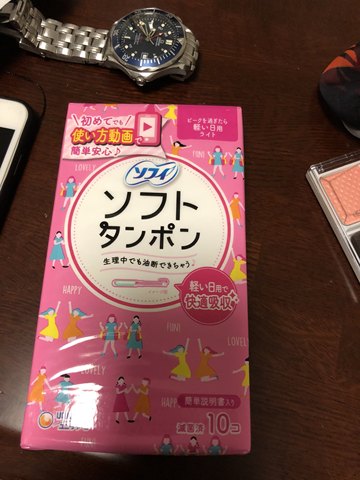 初めてでも
使い方動画で
簡単安心♪
ピークを過ぎたら
軽い日用
ライト
ソフィ
ソフト
タンポン
生理中でも油断できちゃう♪
軽い日用で
快適吸収
LOVELY
FUN!
HAPPY
FUN!
LOVELY
LOVELY
HAPPY
簡単説明書入り
滅菌済 10コ